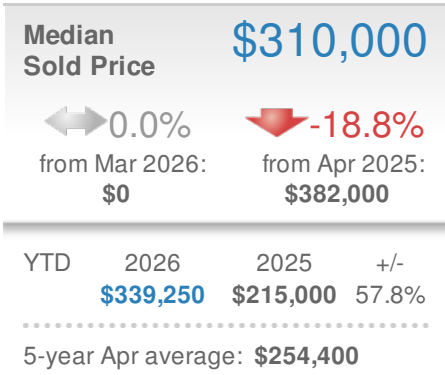 Median
Sold Price
$310,000
0.0%
from Mar 2026:
$0
-18.8%
from Apr 2025:
$382,000
YTD 2026 2025 +/-
$339,250 $215,000 57.8%
5-year Apr average: $254,400